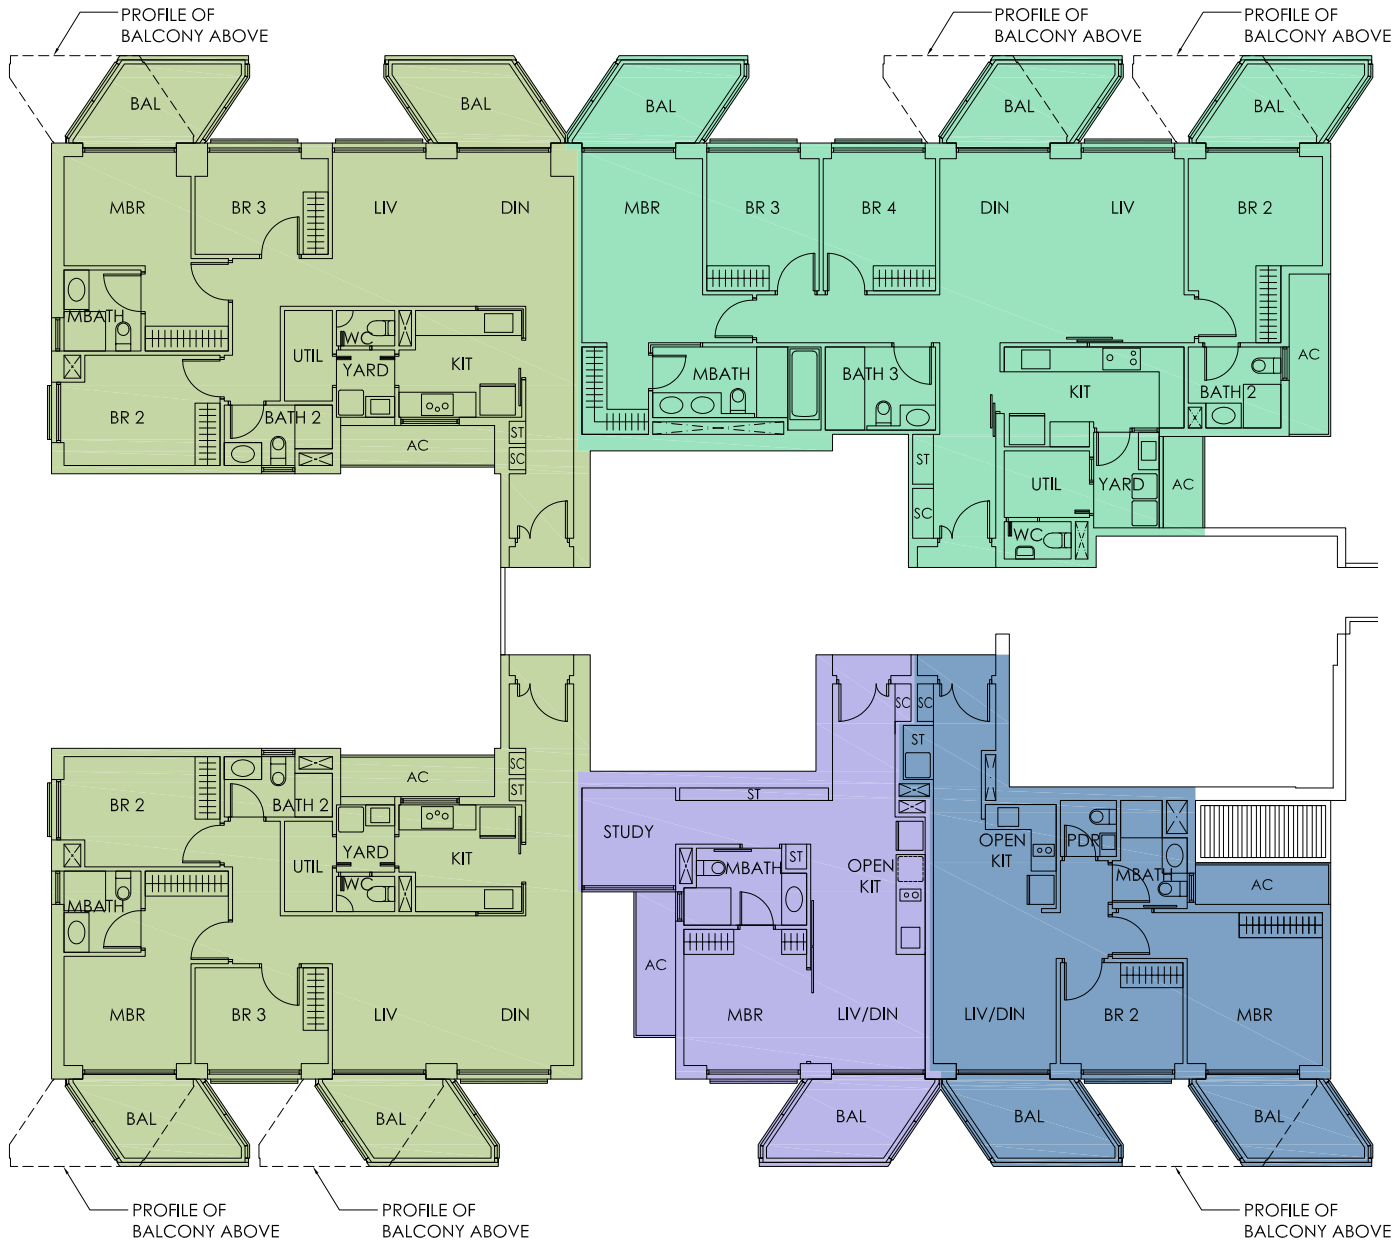 PROFILE OF
BALCONY ABOVE
PROFILE OF
BALCONY ABOVE
PROFILE OF
BALCONY ABOVE
BAL
BAL
BAL
BAL
BAL
MBR
BR 3
LIV
DIN
MBR
BR 3
BR 4
DIN
LIV
BR 2
MBATH
WC
UTIL
YARD
KIT
BR 2
BATH 2
AC
ST
SC
MBATH
BATH 3
KIT
BATH 2
AC
ST
SC
UTIL
YARD
AC
WC
BR 2
BATH 2
AC
SC
ST
UTIL
YARD
KIT
WC
MBATH
MBR
BR 3
LIV
DIN
SC
SC
ST
ST
STUDY
MBATH
ST
OPEN
KIT
OPEN
KIT
PDR
MBATH
AC
AC
MBR
LIV/DIN
LIV/DIN
BR 2
MBR
BAL
BAL
BAL
BAL
BAL
PROFILE OF
BALCONY ABOVE
PROFILE OF
BALCONY ABOVE
PROFILE OF
BALCONY ABOVE